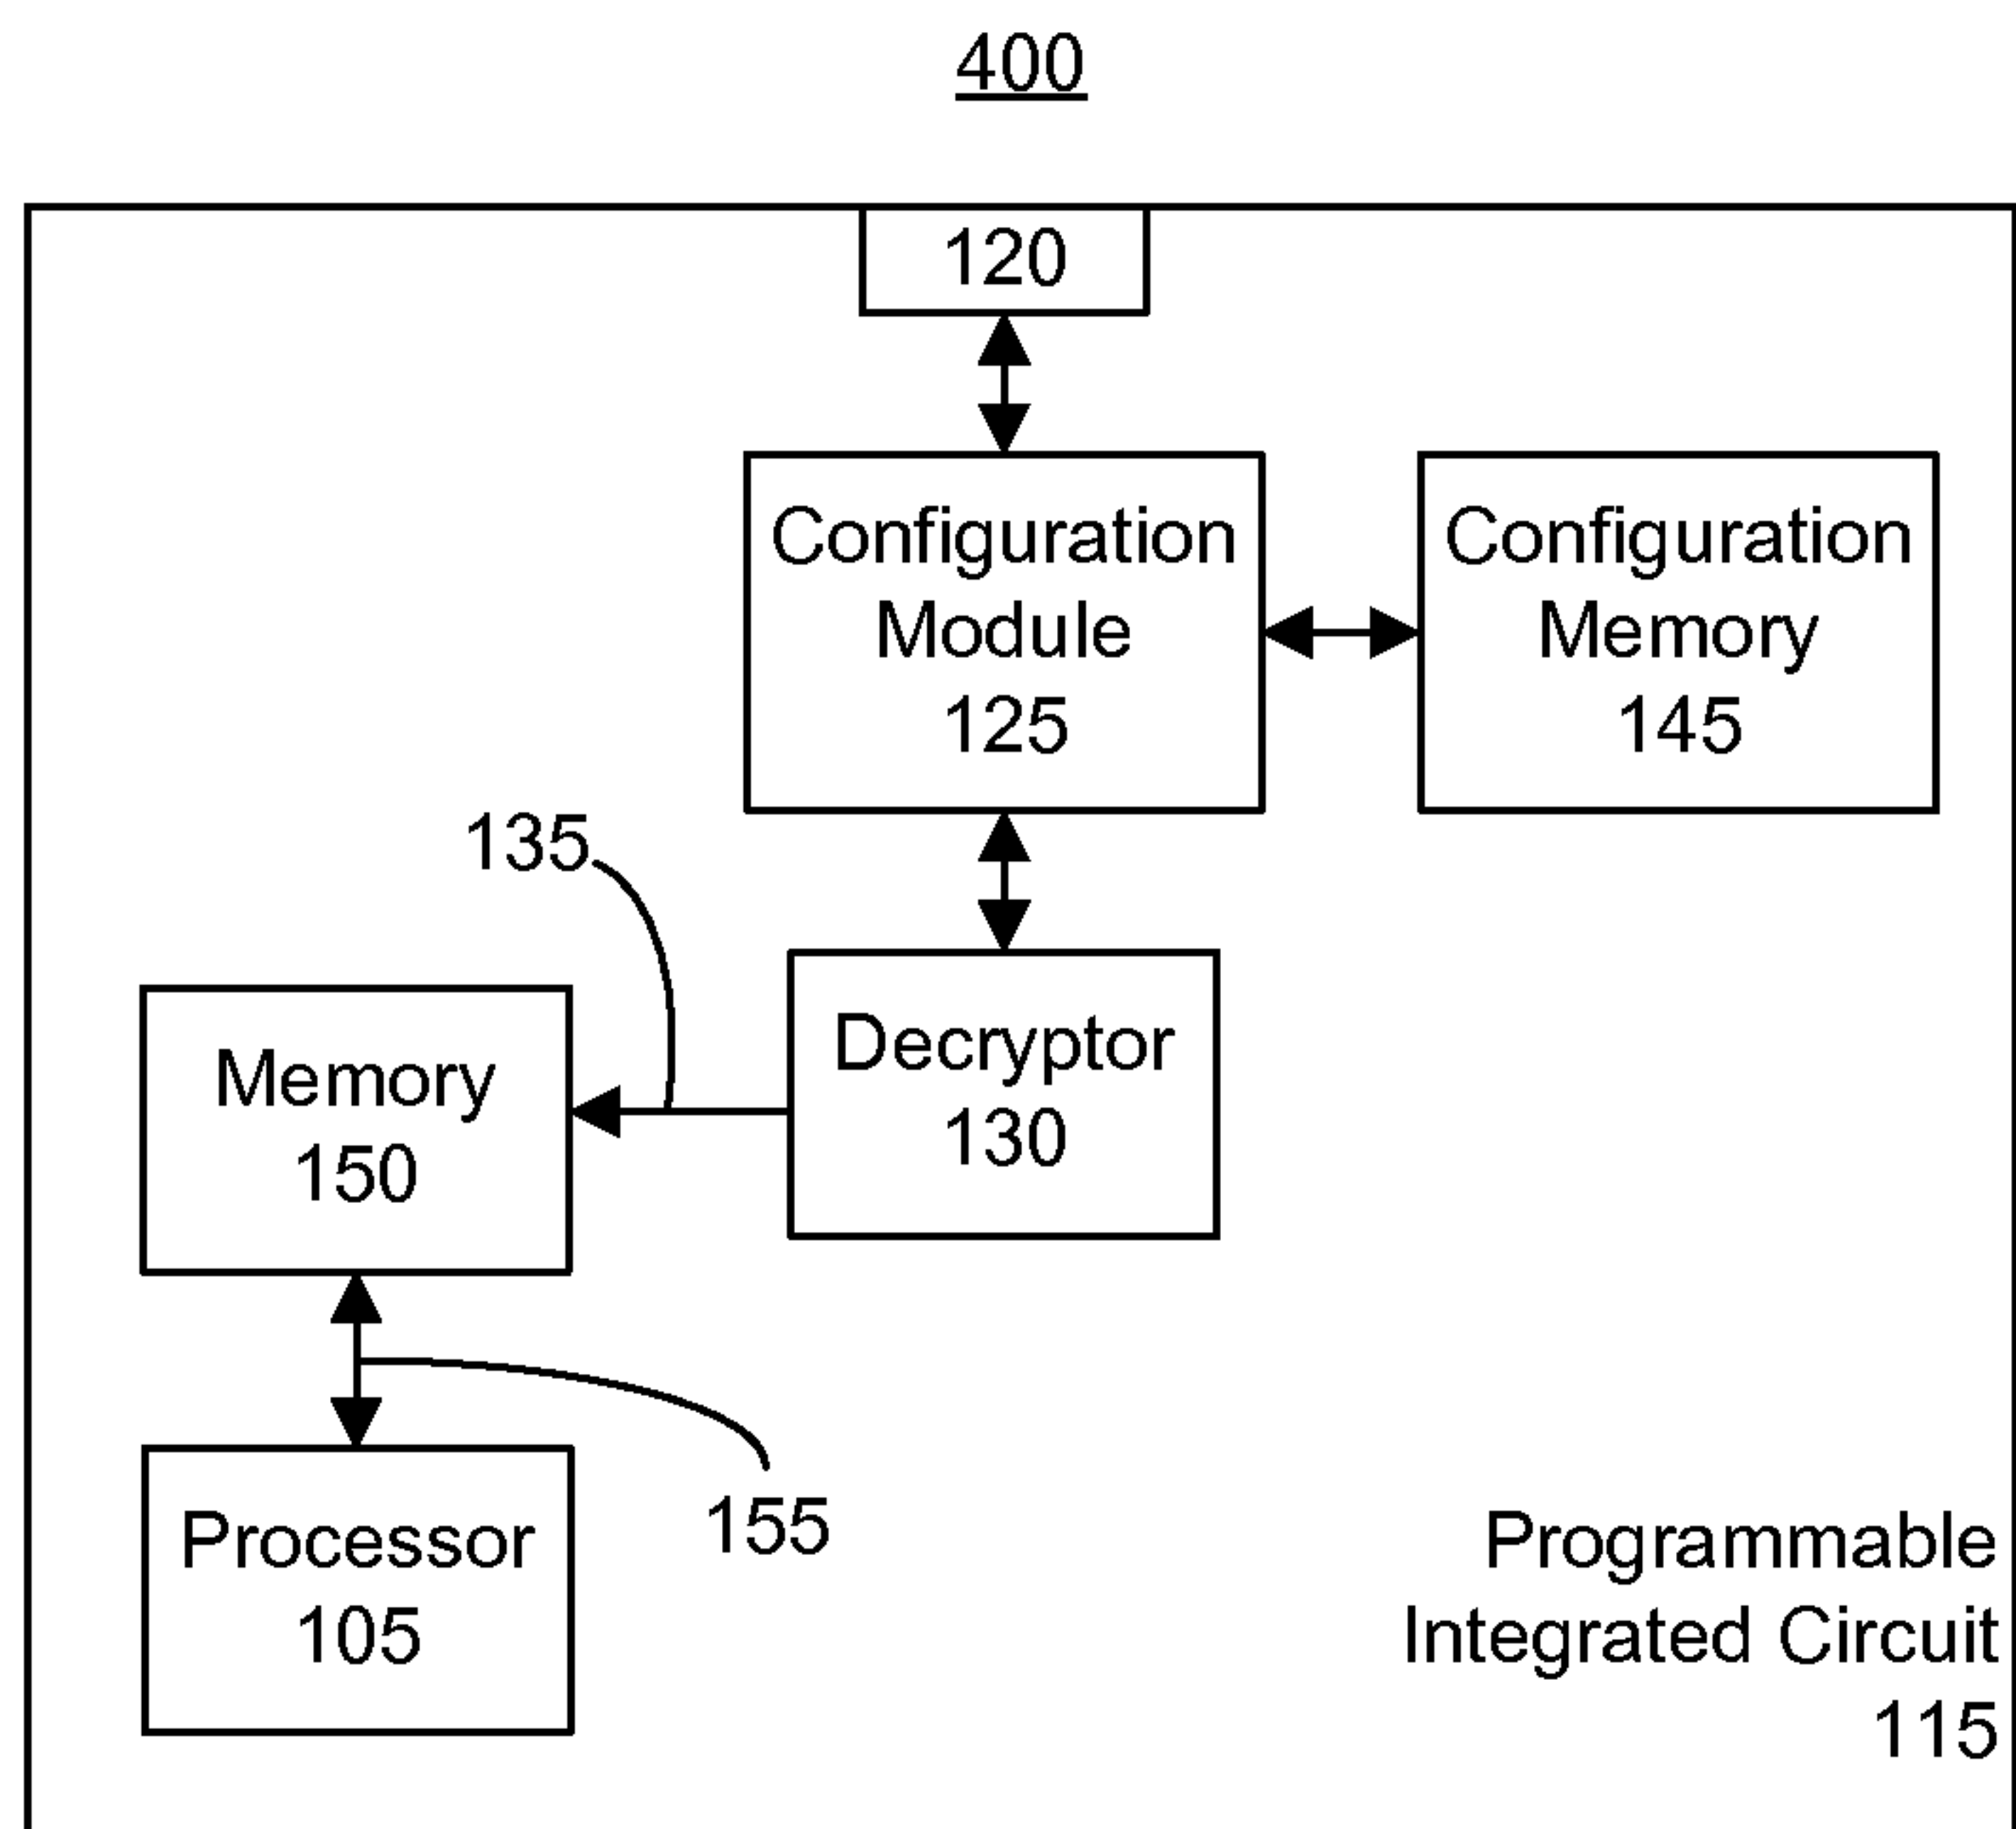 400
120
Configuration
Module
125
Configuration
Memory
145
135
Memory
150
Decryptor
130
155
Processor
105
Programmable
Integrated Circuit
115